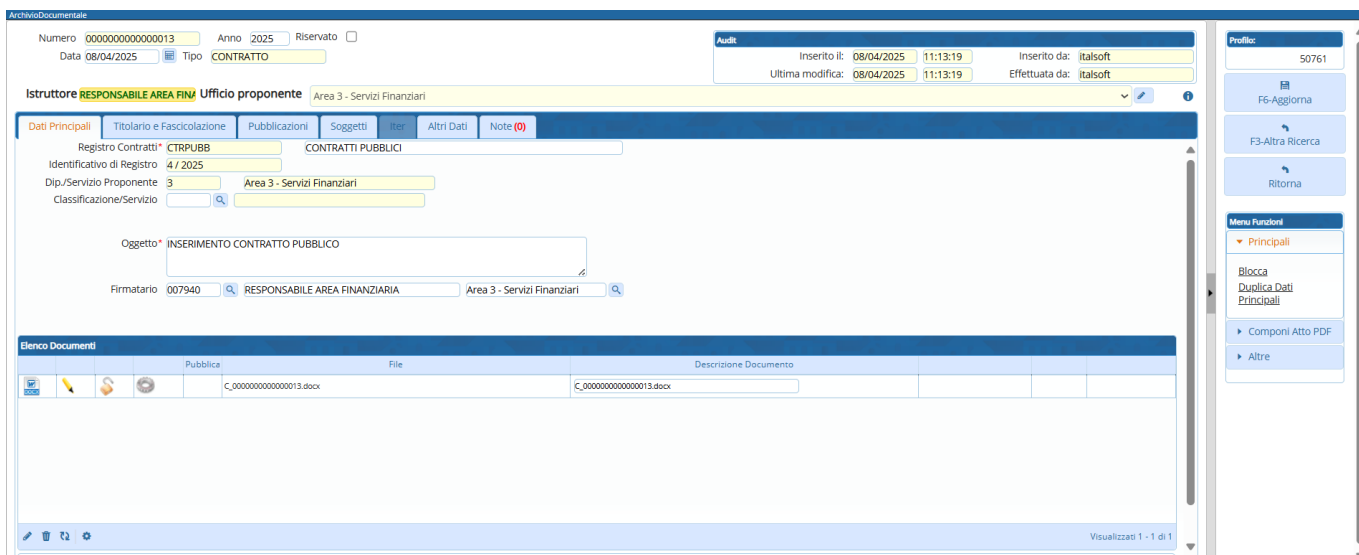 ArchivioDocumentale
Numero 0000000000000013 Anno 2025 Riservato
Data 08/04/2025 Tipo CONTRATTO
Audit
Inserito il: 08/04/2025 11:13:19 Inserito da: italsoft
Ultima modifica: 08/04/2025 11:13:19 Effettuata da: italsoft
Istruttore RESPONSABILE AREA FINA Ufficio proponente Area 3 - Servizi Finanziari
Dati Principali Titolario e Fascicolazione Pubblicazioni Soggetti Iter Altri Dati Note (0)
Registro Contratti* CTRPUBB CONTRATTI PUBBLICI
Identificativo di Registro 4 / 2025
Dip./Servizio Proponente 3 Area 3 - Servizi Finanziari
Classificazione/Servizio
Oggetto* INSERIMENTO CONTRATTO PUBBLICO
Firmatario 007940 RESPONSABILE AREA FINANZIARIA Area 3 - Servizi Finanziari
Elenco Documenti
Pubblica File Descrizione Documento
DOCX C_0000000000000013.docx C_0000000000000013.docx
Visualizzati 1 - 1 di 1
Profilo:
50761
F6-Aggiorna
F3-Altra Ricerca
Ritorna
Menu Funzioni
Principali
Blocca
Duplica Dati
Principali
Componi Atto PDF
Altre